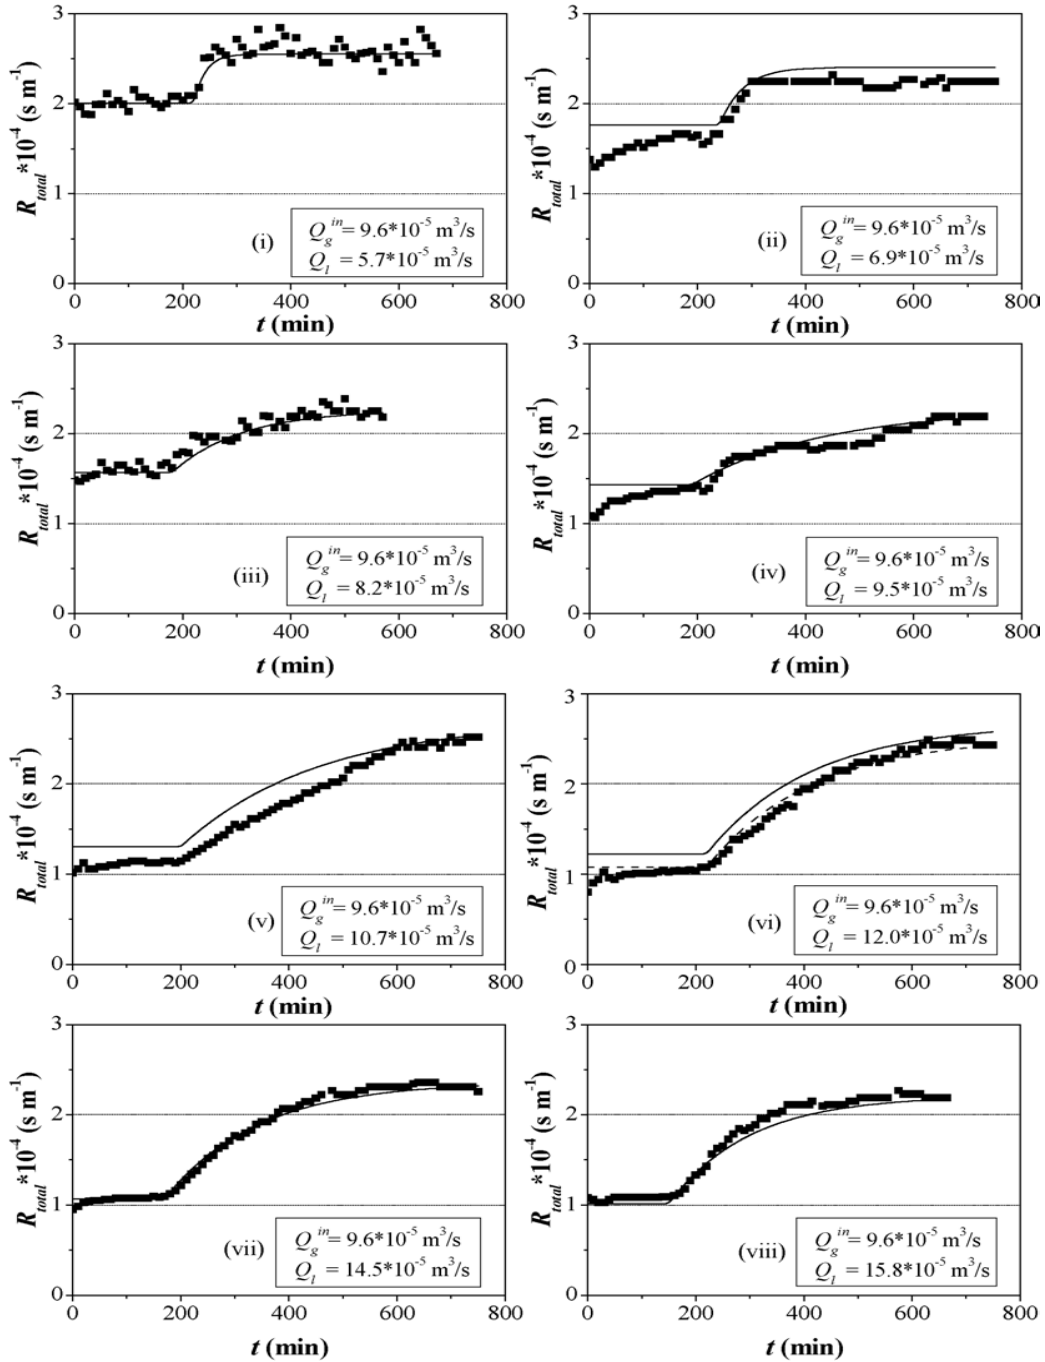 3
2
1
0
R_total*10^-4 (s m^-1)
(i)
Q_g^in= 9.6*10^-5 m^3/s
Q_l = 5.7*10^-5 m^3/s
0 200 400 600 800
t (min)
3
2
1
0
R_total*10^-4 (s m^-1)
(ii)
Q_g^in= 9.6*10^-5 m^3/s
Q_l = 6.9*10^-5 m^3/s
0 200 400 600 800
t (min)
3
2
1
0
R_total*10^-4 (s m^-1)
(iii)
Q_g^in= 9.6*10^-5 m^3/s
Q_l = 8.2*10^-5 m^3/s
0 200 400 600 800
t (min)
3
2
1
0
R_total*10^-4 (s m^-1)
(iv)
Q_g^in= 9.6*10^-5 m^3/s
Q_l = 9.5*10^-5 m^3/s
0 200 400 600 800
t (min)
3
2
1
0
R_total*10^-4 (s m^-1)
(v)
Q_g^in= 9.6*10^-5 m^3/s
Q_l = 10.7*10^-5 m^3/s
0 200 400 600 800
t (min)
3
2
1
0
R_total*10^-4 (s m^-1)
(vi)
Q_g^in= 9.6*10^-5 m^3/s
Q_l = 12.0*10^-5 m^3/s
0 200 400 600 800
t (min)
3
2
1
0
R_total*10^-4 (s m^-1)
(vii)
Q_g^in= 9.6*10^-5 m^3/s
Q_l = 14.5*10^-5 m^3/s
0 200 400 600 800
t (min)
3
2
1
0
R_total*10^-4 (s m^-1)
(viii)
Q_g^in= 9.6*10^-5 m^3/s
Q_l = 15.8*10^-5 m^3/s
0 200 400 600 800
t (min)